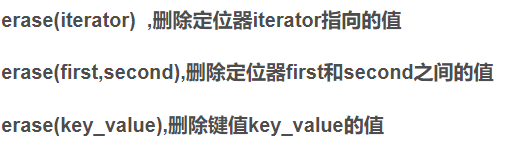 erase(iterator)  ,删除定位器iterator指向的值
erase(first,second),删除定位器first和second之间的值
erase(key_value),删除键值key_value的值